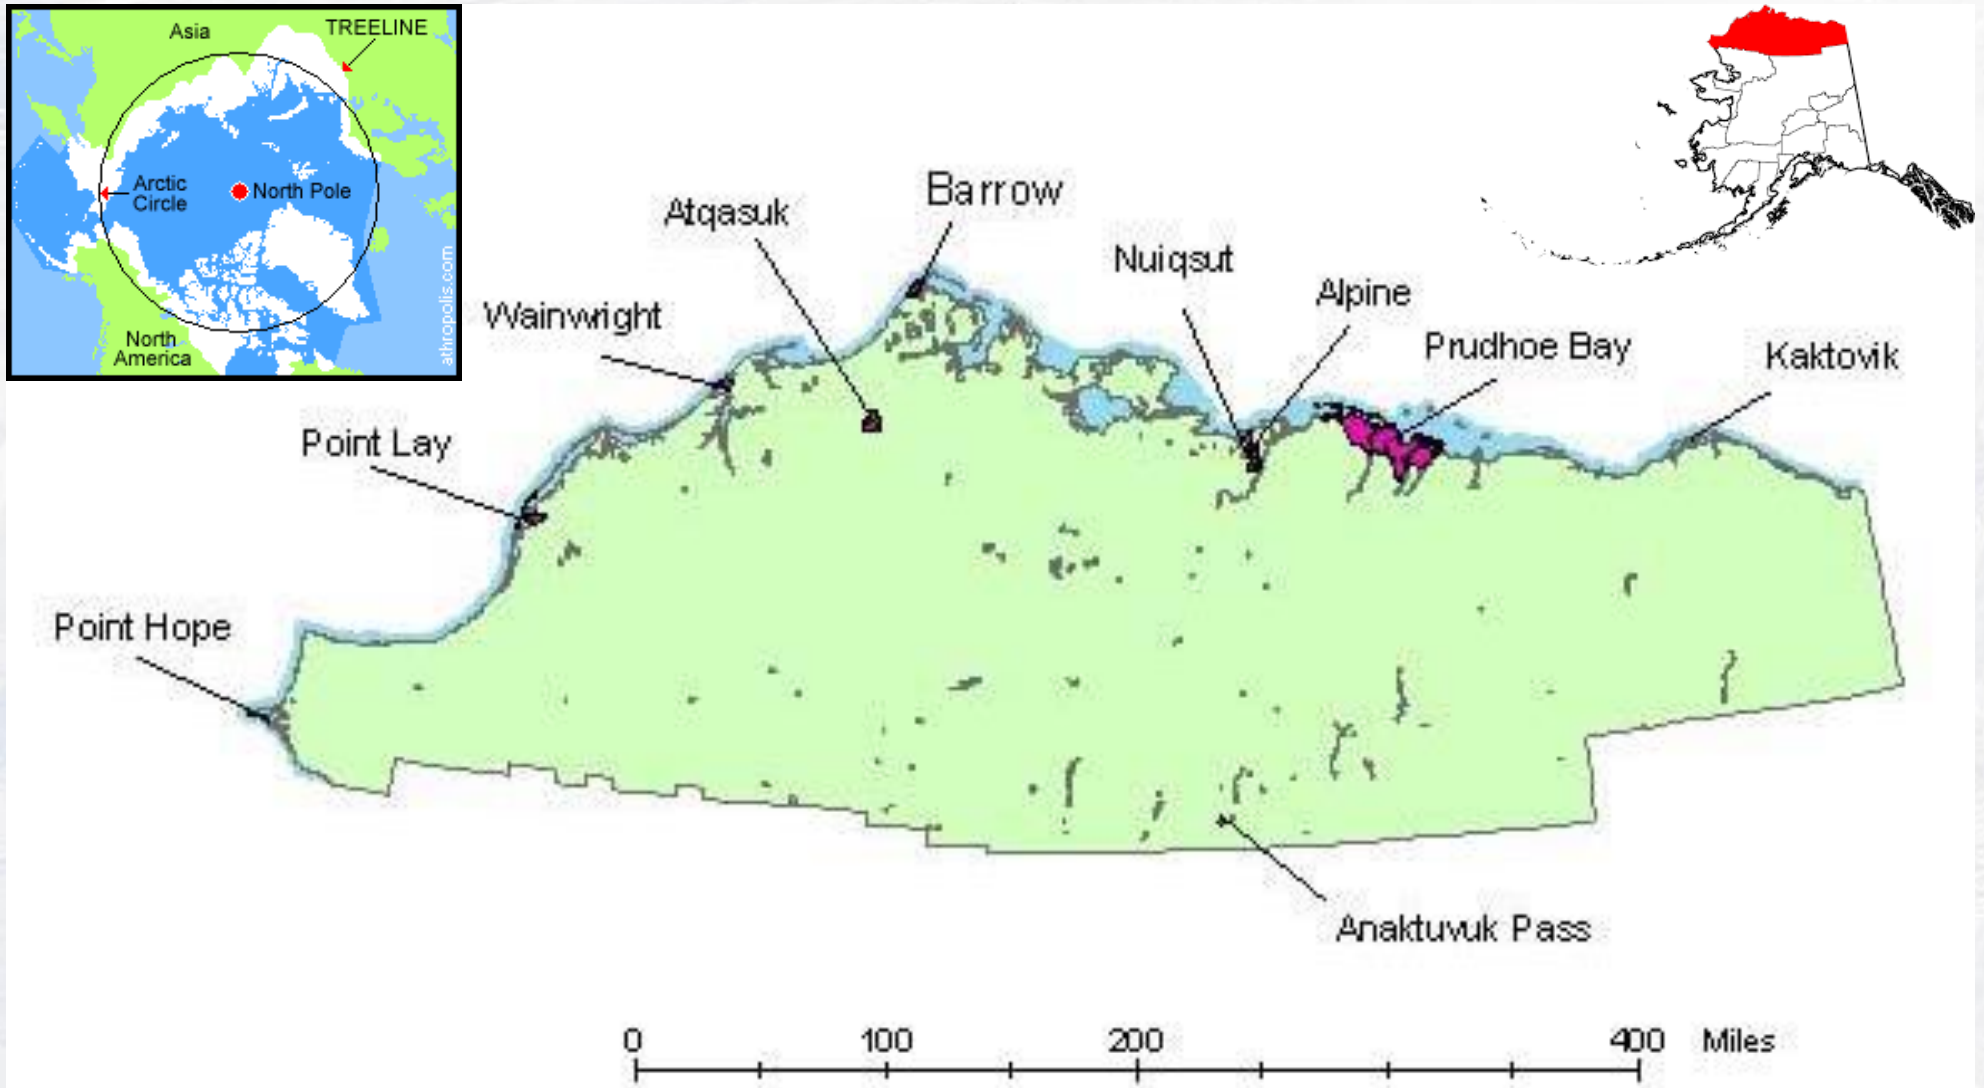 Asia
TREELINE
Arctic
Circle
North Pole
North
America
athropolis.com
Barrow
Atqasuk
Nuiqsut
Alpine
Wainwright
Prudhoe Bay
Kaktovik
Point Lay
Point Hope
Anaktuvuk Pass
0 100 200 400 Miles